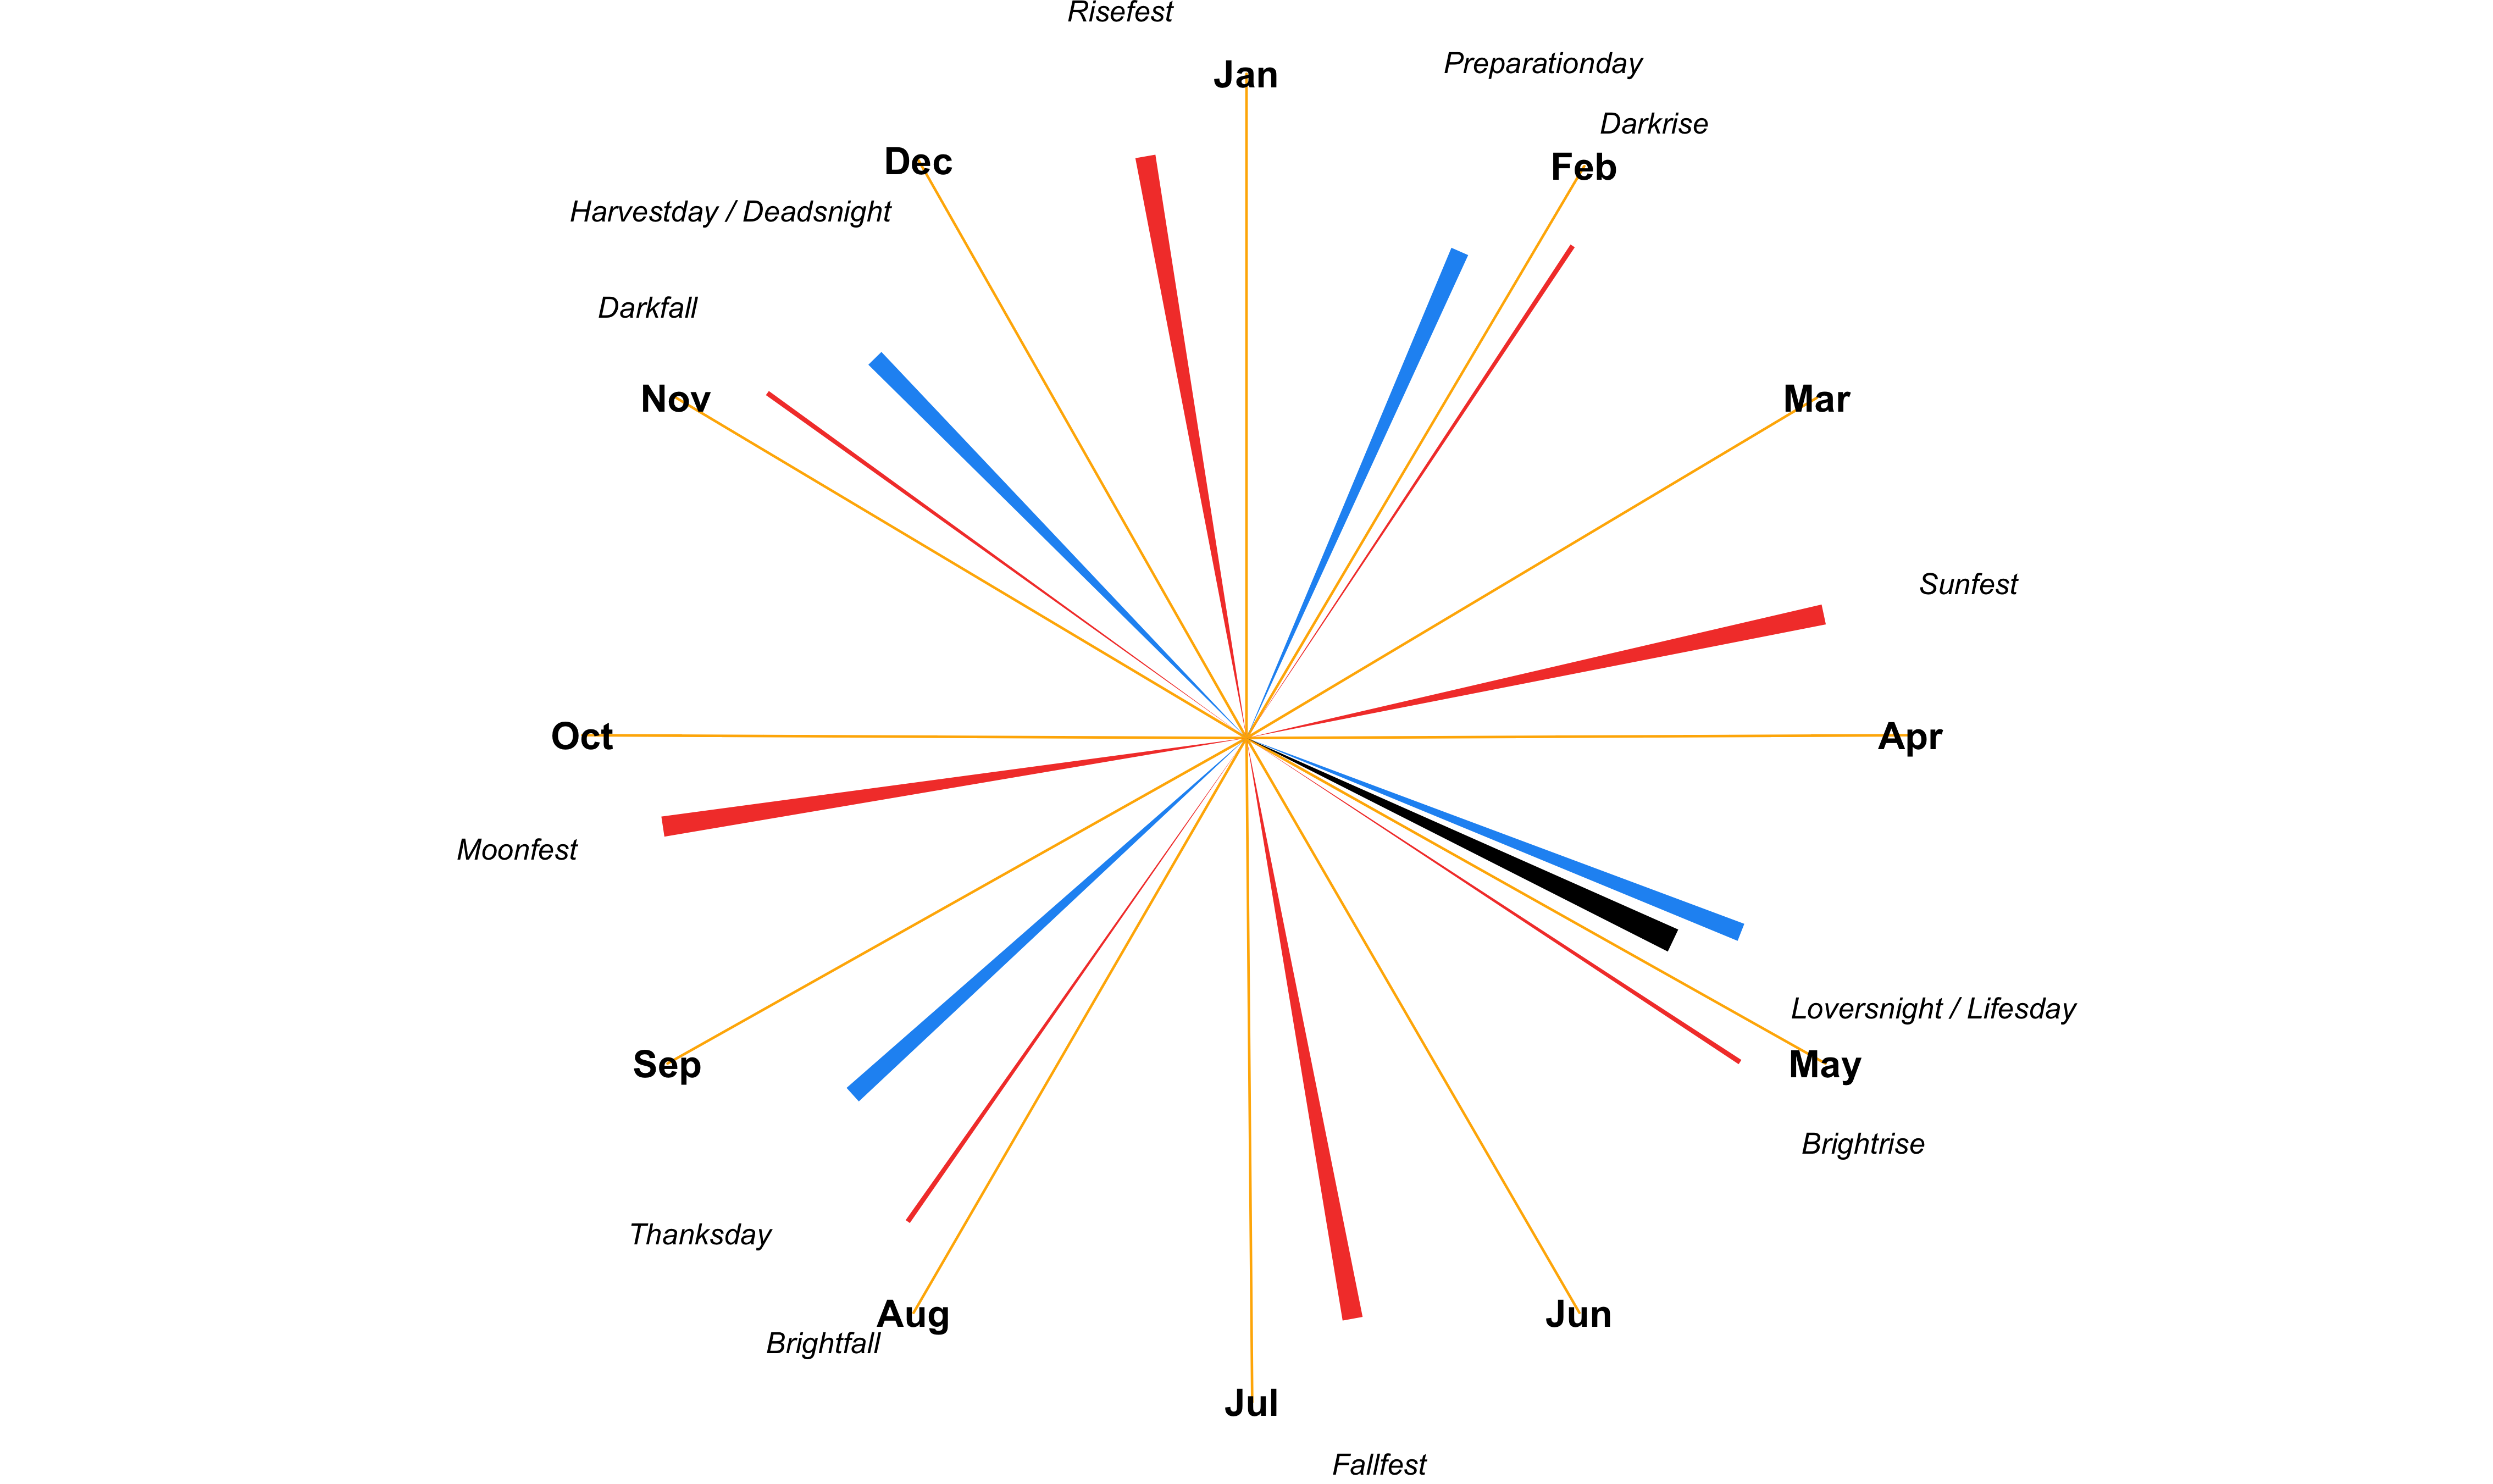 Risefest
Jan
Preparationday
Darkrise
Dec
Feb
Harvestday / Deadsnight
Darkfall
Nov
Mar
Sunfest
Oct
Apr
Moonfest
Loversnight / Lifesday
Sep
May
Brightrise
Thanksday
Aug
Jun
Brightfall
Jul
Fallfest